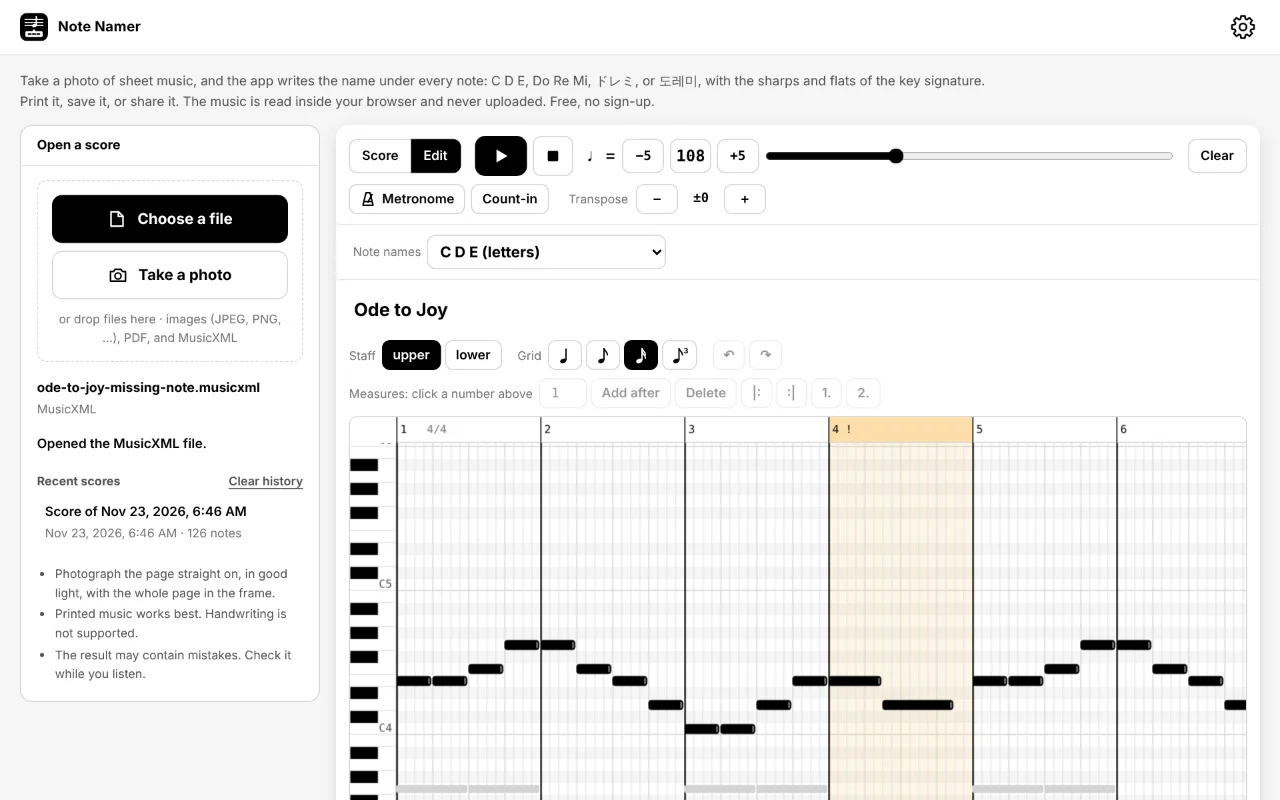 Note Namer
Take a photo of sheet music, and the app writes the name under every note: C D E, Do Re Mi, ドレミ, or 도레미, with the sharps and flats of the key signature.
Print it, save it, or share it. The music is read inside your browser and never uploaded. Free, no sign-up.
Open a score
Choose a file
Take a photo
or drop files here · images (JPEG, PNG,
...), PDF, and MusicXML
ode-to-joy-missing-note.musicxml
MusicXML
Opened the MusicXML file.
Recent scores Clear history
Score of Nov 23, 2026, 6:46 AM
Nov 23, 2026, 6:46 AM · 126 notes
• Photograph the page straight on, in good
light, with the whole page in the frame.
• Printed music works best. Handwriting is
not supported.
• The result may contain mistakes. Check it
while you listen.
Score Edit ♩ = −5 108 +5 Clear
Metronome Count-in Transpose − ±0 +
Note names C D E (letters)
Ode to Joy
Staff upper lower Grid 3
Measures: click a number above 1 Add after Delete |: :| 1. 2.
1 4/4 2 3 4 ! 5 6
C5
C4